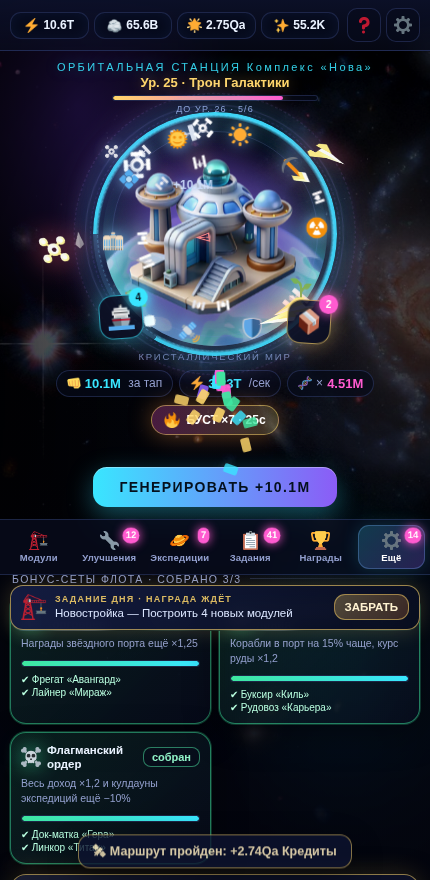 10.6T
65.6B
2.75Qa
55.2K
ОРБИТАЛЬНАЯ СТАНЦИЯ Комплекс «Нова»
Ур. 25 · Трон Галактики
ДО УР. 26 · 5/6
4
2
КРИСТАЛЛИЧЕСКИЙ МИР
10.1M за тап
/сек
× 4.51M
БУСТ ×7 · 25с
ГЕНЕРИРОВАТЬ +10.1M
12
7
41
14
Модули
Улучшения
Экспедиции
Задания
Награды
Ещё
БОНУС-СЕТЫ ФЛОТА · СОБРАНО 3/3
ЗАДАНИЕ ДНЯ · НАГРАДА ЖДЁТ
Новостройка — Построить 4 новых модулей
ЗАБРАТЬ
Награды звёздного порта ещё ×1,25
✔ Фрегат «Авангард»
✔ Лайнер «Мираж»
Корабли в порт на 15% чаще, курс
руды ×1,2
✔ Буксир «Киль»
✔ Рудовоз «Карьера»
Флагманский
ордер
собран
Весь доход ×1,2 и кулдауны
экспедиций ещё −10%
✔ Док-матка «Гера»
✔ Линкор
Маршрут пройден: +2.74Qa Кредиты